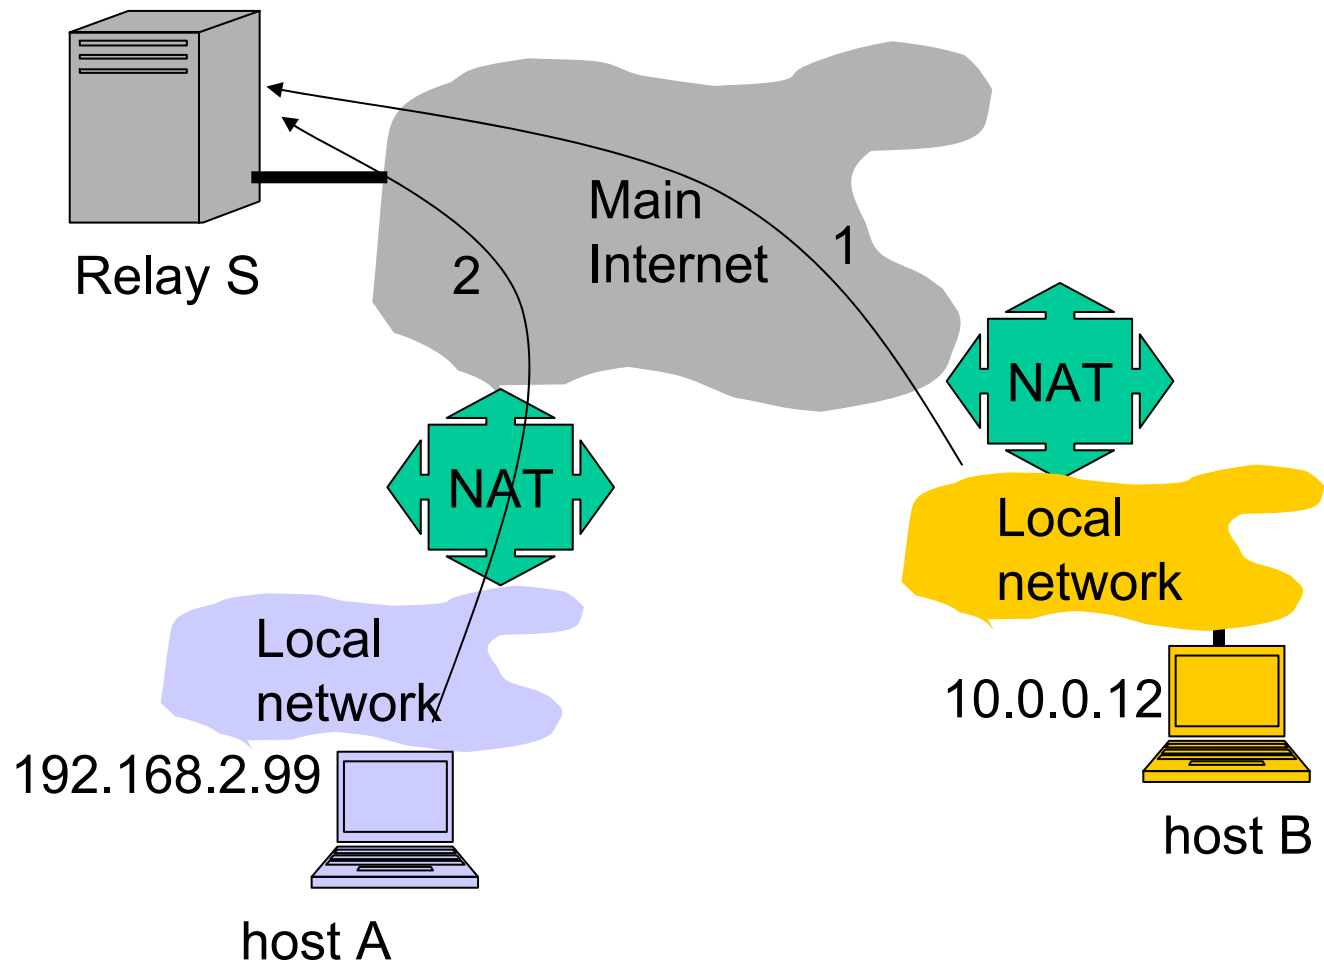 Relay S
Main
Internet
1
2
NAT
NAT
Local
network
10.0.0.12
host B
Local
network
192.168.2.99
host A